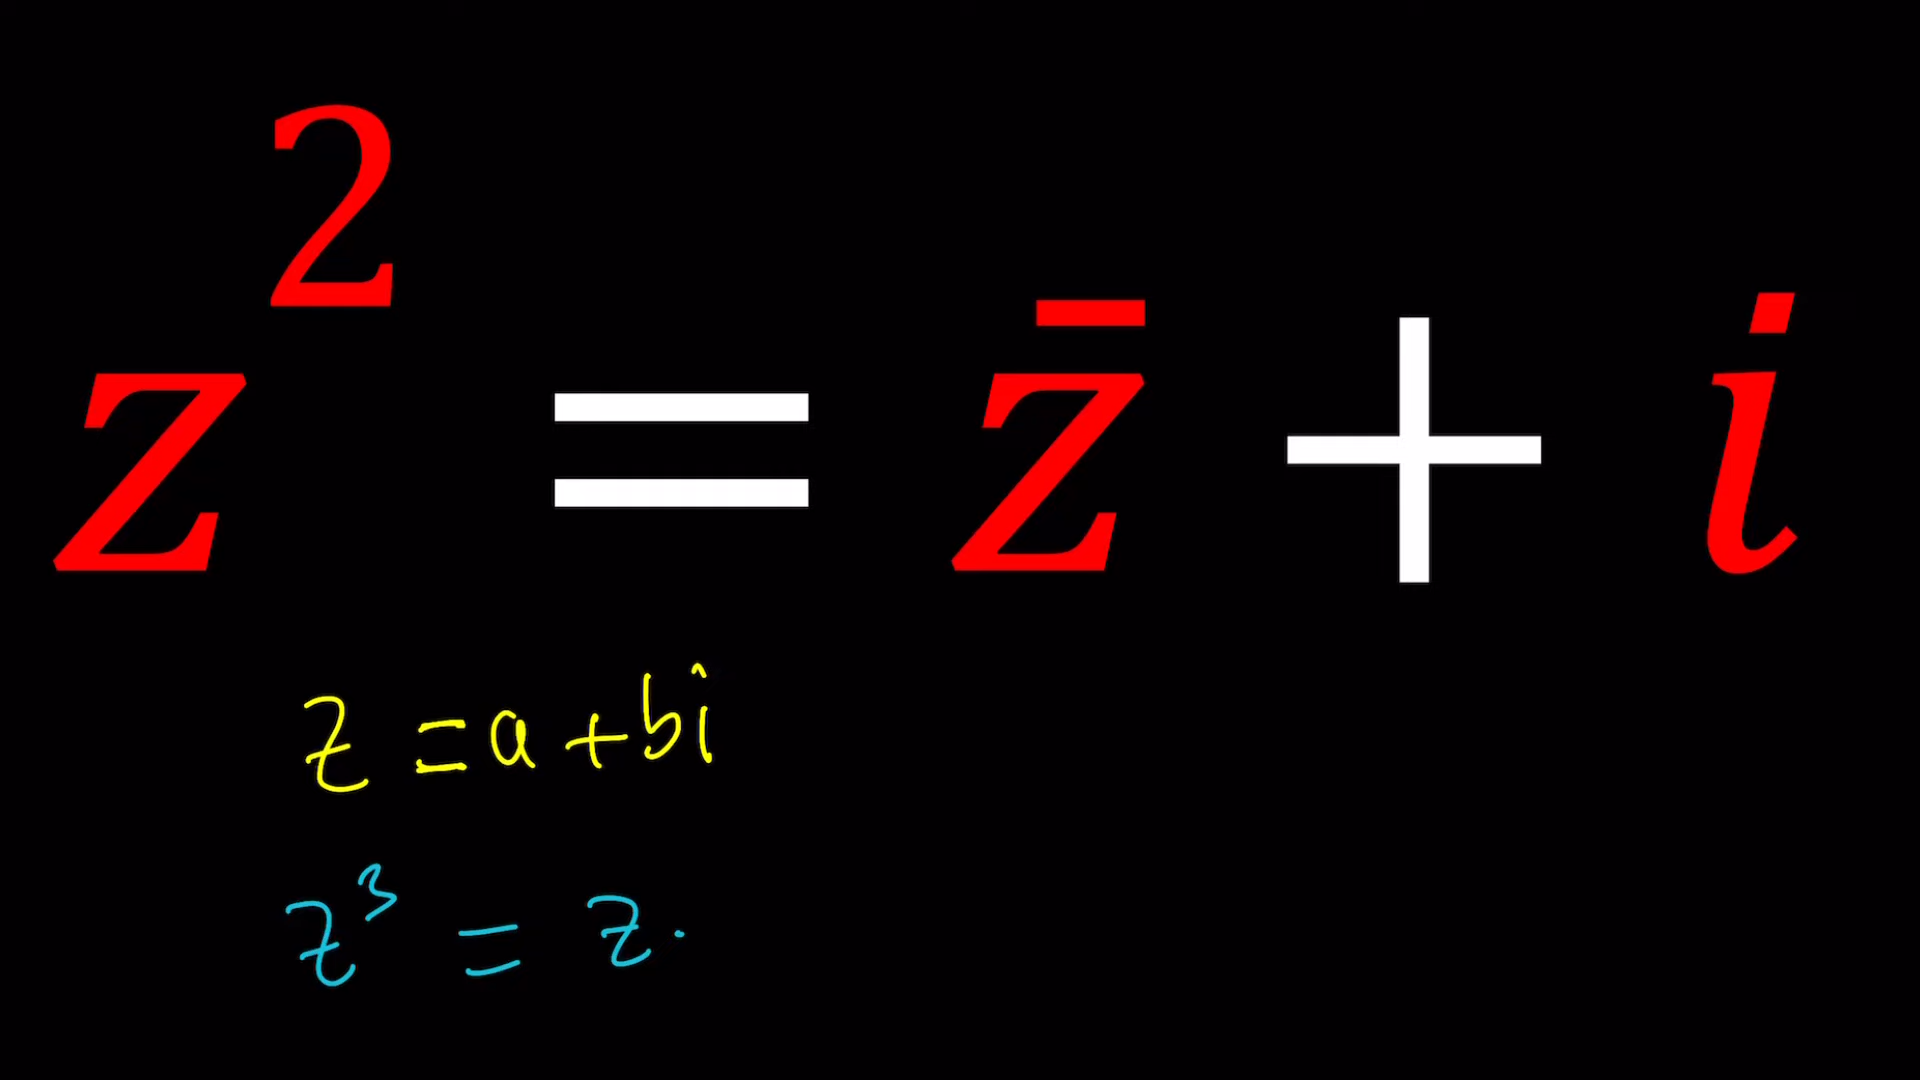 z² = z̄ + i
z = a + bi
z³ = z ·